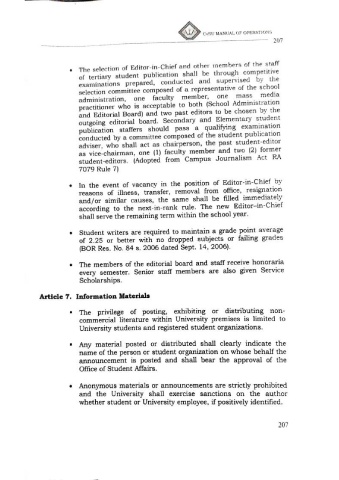 CvSU MANUAL OF OPERATIONS
207
• The selection of Editor-in-Chief and other members of the staff
of tertiary student publication shall be through competitive
examinations prepared, conducted and supervised by the
selection committee composed of a representative of the school
administration, one faculty member, one mass media
practitioner who is acceptable to both (School Administration
and Editorial Board) and two past editors to be chosen by the
outgoing editorial board. Secondary and Elementary student
publication staffers should pass a qualifying examination
conducted by a committee composed of the student publication
adviser, who shall act as chairperson, the past student-editor
as vice-chairman, one (1) faculty member and two (2) former
student-editors. (Adopted from Campus Journalism Act RA
7079 Rule 7)
• In the event of vacancy in the position of Editor-in-Chief by
reasons of illness, transfer, removal from office, resignation
and/or similar causes, the same shall be filled immediately
according to the next-in-rank rule. The new Editor-in-Chief
shall serve the remaining term within the school year.
• Student writers are required to maintain a grade point average
of 2.25 or better with no dropped subjects or failing grades
(BOR Res. No. 84 s. 2006 dated Sept. 14, 2006).
• The members of the editorial board and staff receive honoraria
every semester. Senior staff members are also given Service
Scholarships.
Article 7. Information Materials
• The privilege of posting, exhibiting or distributing non-
commercial literature within University premises is limited to
University students and registered student organizations.
• Any material posted or distributed shall clearly indicate the
name of the person or student organization on whose behalf the
announcement is posted and shall bear the approval of the
Office of Student Affairs.
• Anonymous materials or announcements are strictly prohibited
and the University shall exercise sanctions on the author
whether student or University employee, if positively identified.
207